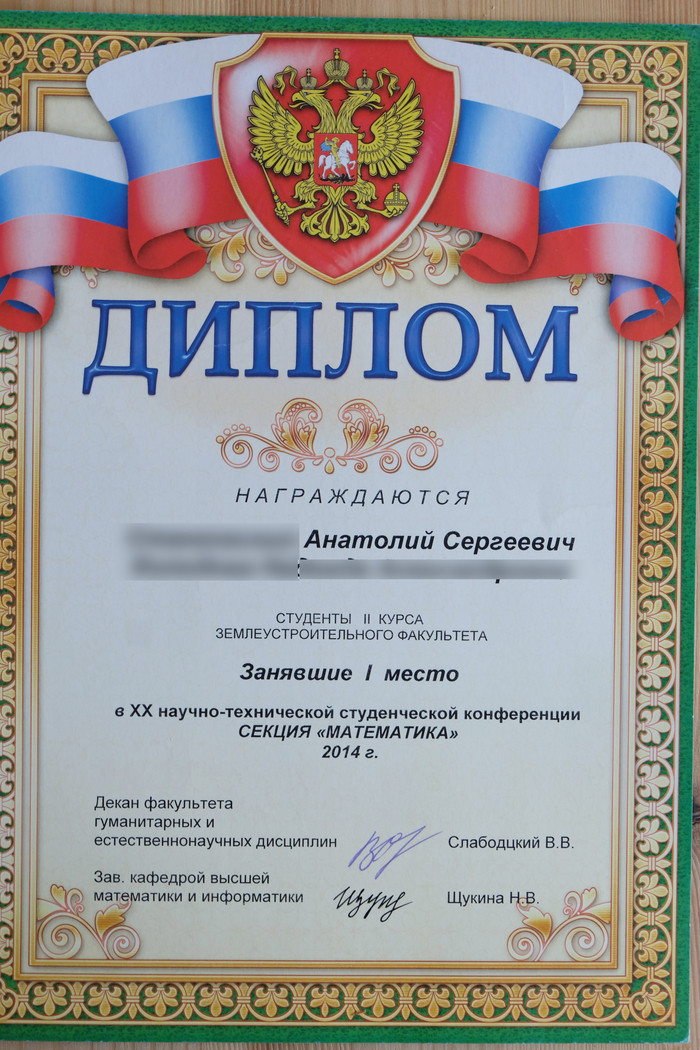 ДИПЛОМ
НАГРАЖДАЮТСЯ
Анатолий Сергеевич
СТУДЕНТЫ II КУРСА
ЗЕМЛЕУСТРОИТЕЛЬНОГО ФАКУЛЬТЕТА
Занявшие I место
в XX научно-технической студенческой конференции
СЕКЦИЯ «МАТЕМАТИКА»
2014 г.
Декан факультета
гуманитарных и
естественнонаучных дисциплин Слабодцкий В.В.
Зав. кафедрой высшей
математики и информатики Щукина Н.В.